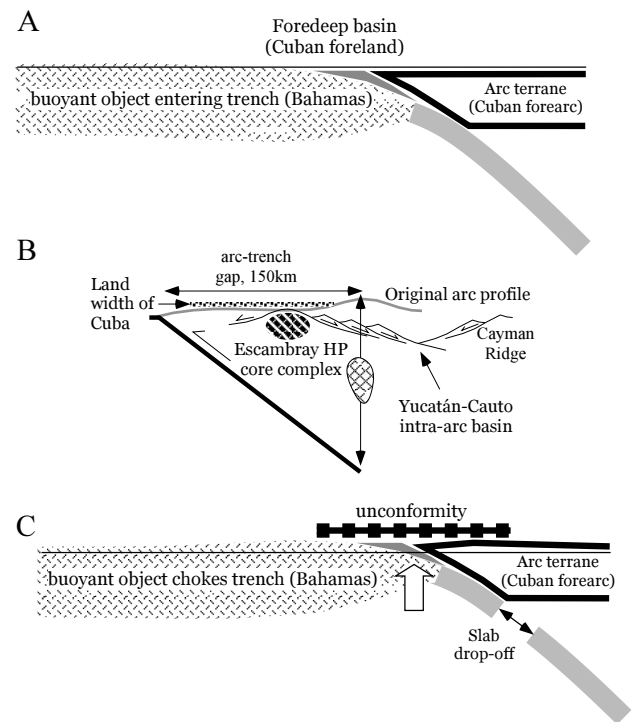 A
Foredeep basin
(Cuban foreland)
buoyant object entering trench (Bahamas)
Arc terrane
(Cuban forearc)
B
arc-trench
gap, 150km
Land
width of
Cuba
Original arc profile
Escambray HP
core complex
Cayman
Ridge
Yucatán-Cauto
intra-arc basin
C
unconformity
buoyant object chokes trench (Bahamas)
Arc terrane
(Cuban forearc)
Slab
drop-off